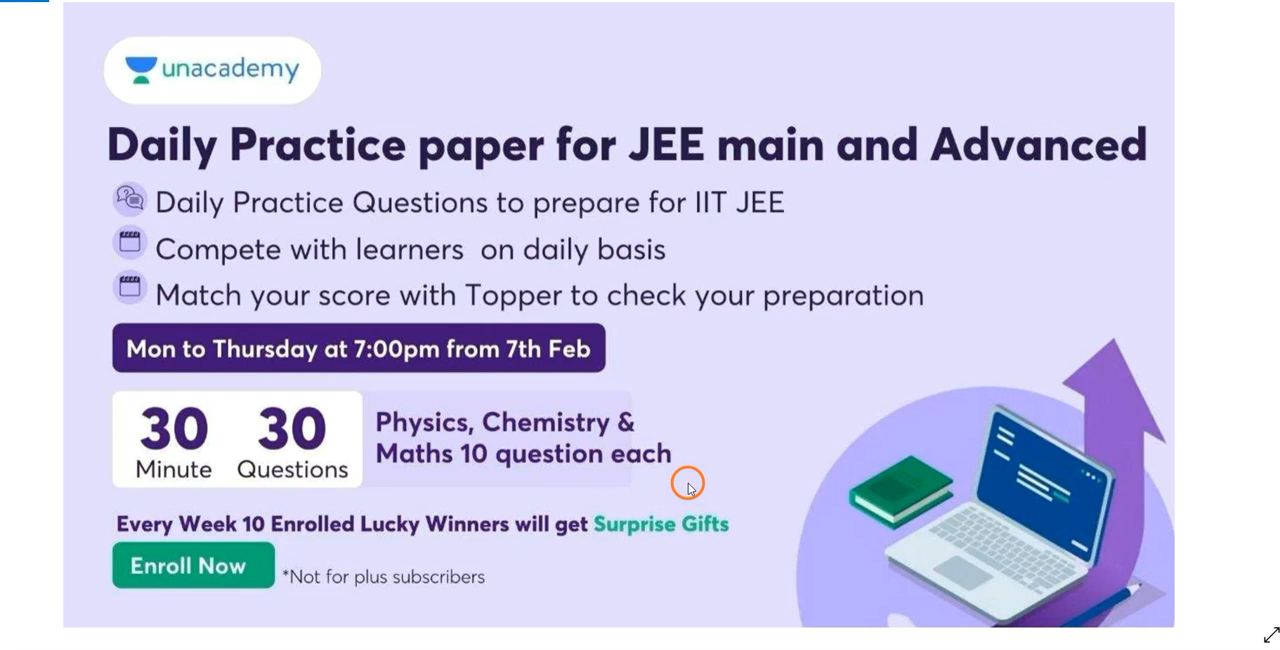 unacademy
Daily Practice paper for JEE main and Advanced
Daily Practice Questions to prepare for IIT JEE
Compete with learners on daily basis
Match your score with Topper to check your preparation
Mon to Thursday at 7:00pm from 7th Feb
30 30
Minute Questions
Physics, Chemistry &
Maths 10 question each
Every Week 10 Enrolled Lucky Winners will get Surprise Gifts
Enroll Now
*Not for plus subscribers